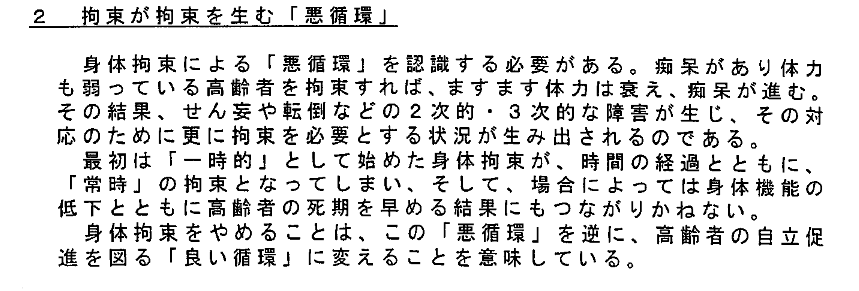 2 拘束が拘束を生む「悪循環」
身体拘束による「悪循環」を認識する必要がある。痴呆があり体力
も弱っている高齢者を拘束すれば、ますます体力は衰え、痴呆が進む。
その結果、せん妄や転倒などの2次的・3次的な障害が生じ、その対
応のために更に拘束を必要とする状況が生み出されるのである。
最初は「一時的」として始めた身体拘束が、時間の経過とともに、
「常時」の拘束となってしまい、そして、場合によっては身体機能の
低下とともに高齢者の死期を早める結果にもつながりかねない。
身体拘束をやめることは、この「悪循環」を逆に、高齢者の自立促
進を図る「良い循環」に変えることを意味している。